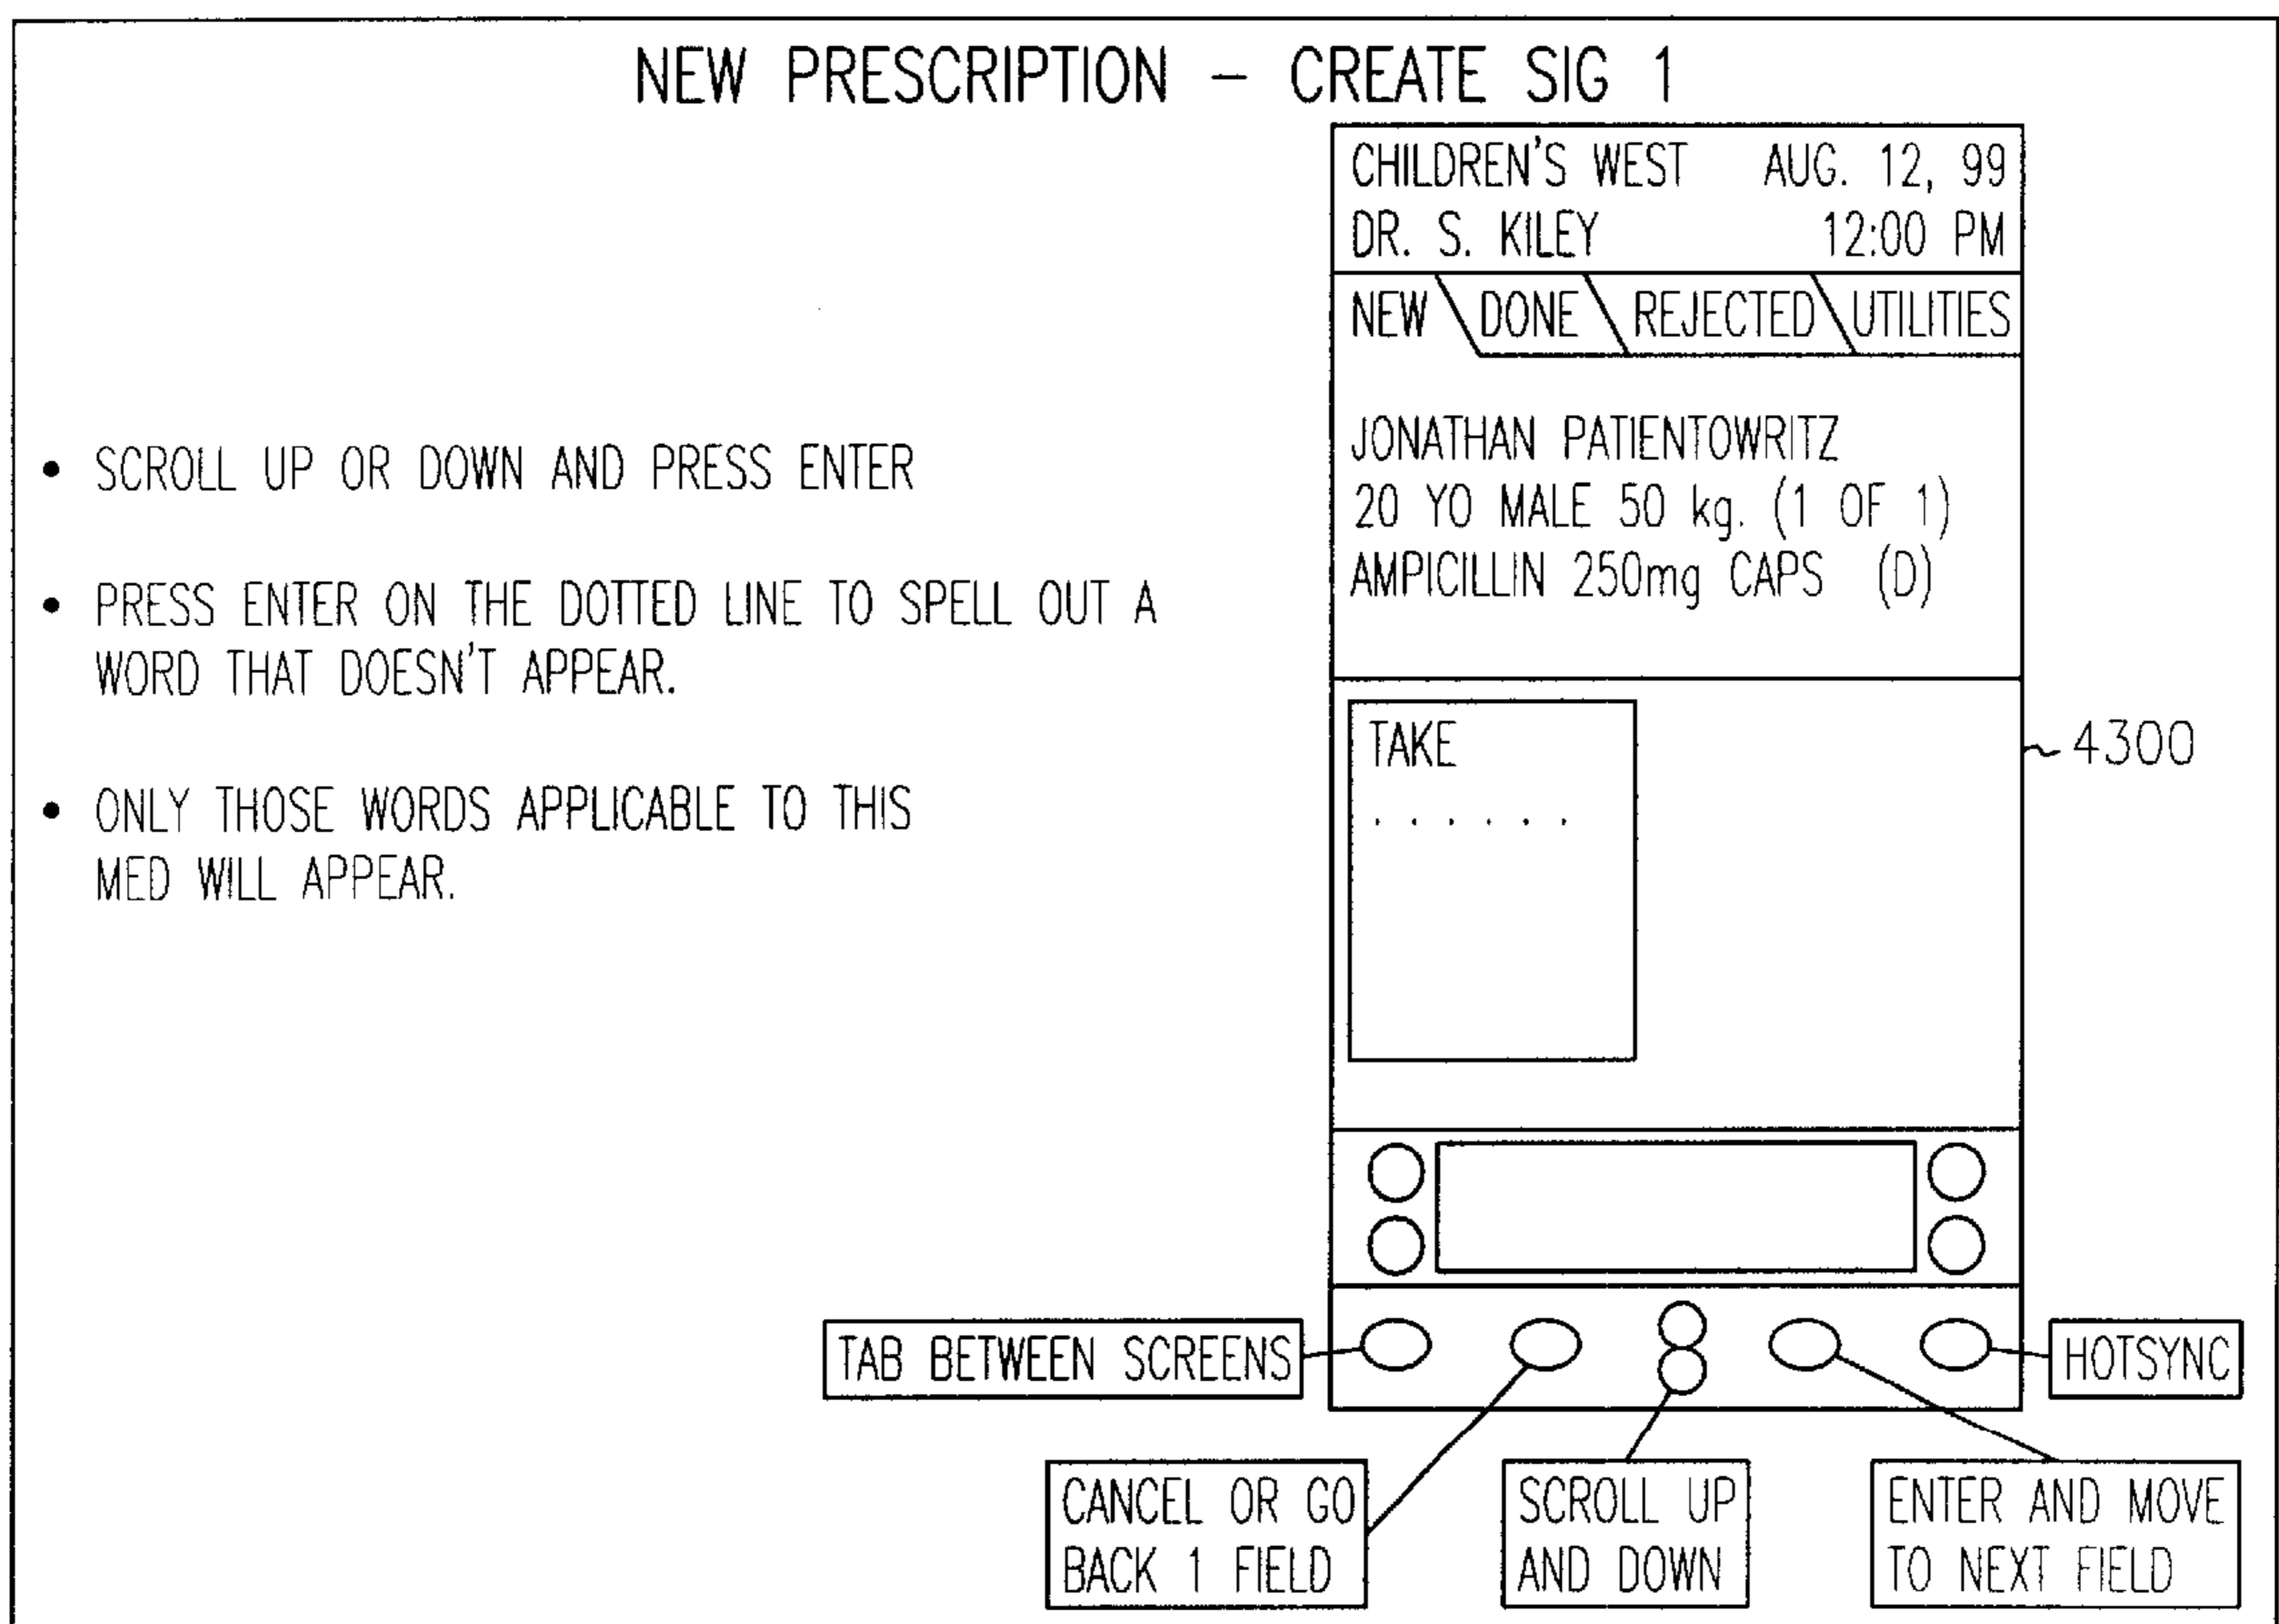 NEW PRESCRIPTION – CREATE SIG 1
• SCROLL UP OR DOWN AND PRESS ENTER
• PRESS ENTER ON THE DOTTED LINE TO SPELL OUT A
WORD THAT DOESN'T APPEAR.
• ONLY THOSE WORDS APPLICABLE TO THIS
MED WILL APPEAR.
CHILDREN'S WEST AUG. 12, 99
DR. S. KILEY 12:00 PM
NEW DONE REJECTED UTILITIES
JONATHAN PATIENTOWRITZ
20 YO MALE 50 kg. (1 OF 1)
AMPICILLIN 250mg CAPS (D)
TAKE
. . . . . .
4300
TAB BETWEEN SCREENS
HOTSYNC
CANCEL OR GO
BACK 1 FIELD
SCROLL UP
AND DOWN
ENTER AND MOVE
TO NEXT FIELD